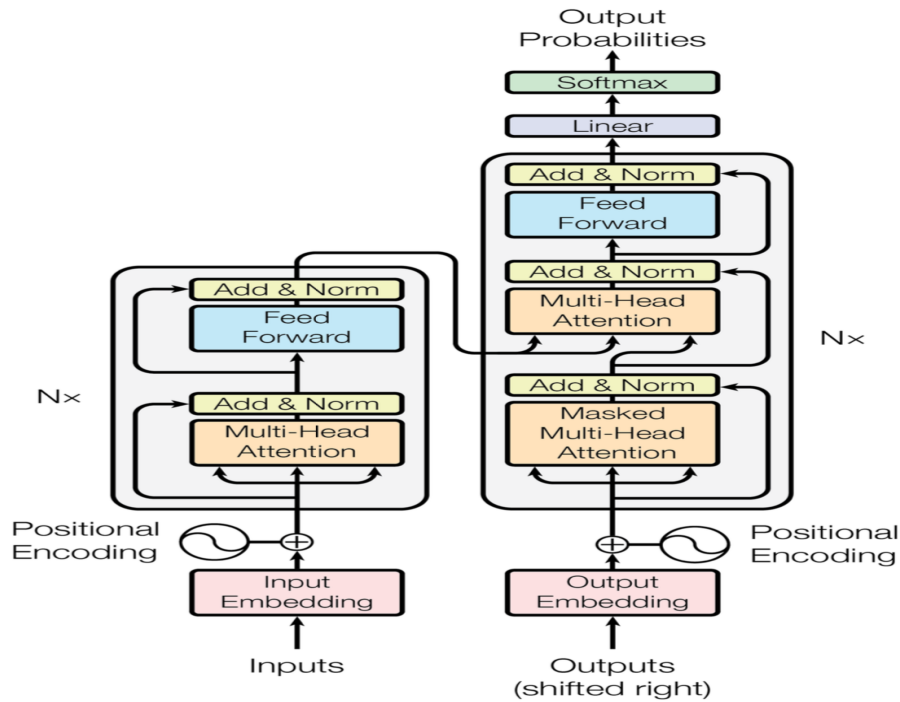 Output
Probabilities
Softmax
Linear
Add & Norm
Feed
Forward
Add & Norm
Multi-Head
Attention
Add & Norm
Masked
Multi-Head
Attention
Nx
Positional
Encoding
Output
Embedding
Outputs
(shifted right)
Add & Norm
Feed
Forward
Add & Norm
Multi-Head
Attention
Nx
Positional
Encoding
Input
Embedding
Inputs